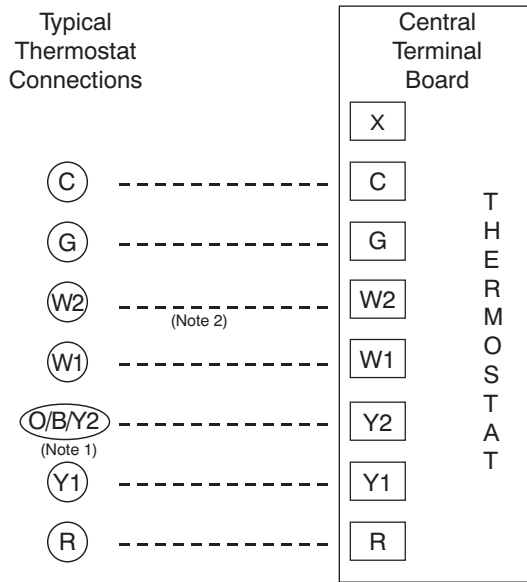 Typical
Thermostat
Connections
Central
Terminal
Board
X
C
C
G
G
W2
(Note 2)
W2
W1
W1
O/B/Y2
(Note 1)
Y2
Y1
Y1
R
R
THERMOSTAT